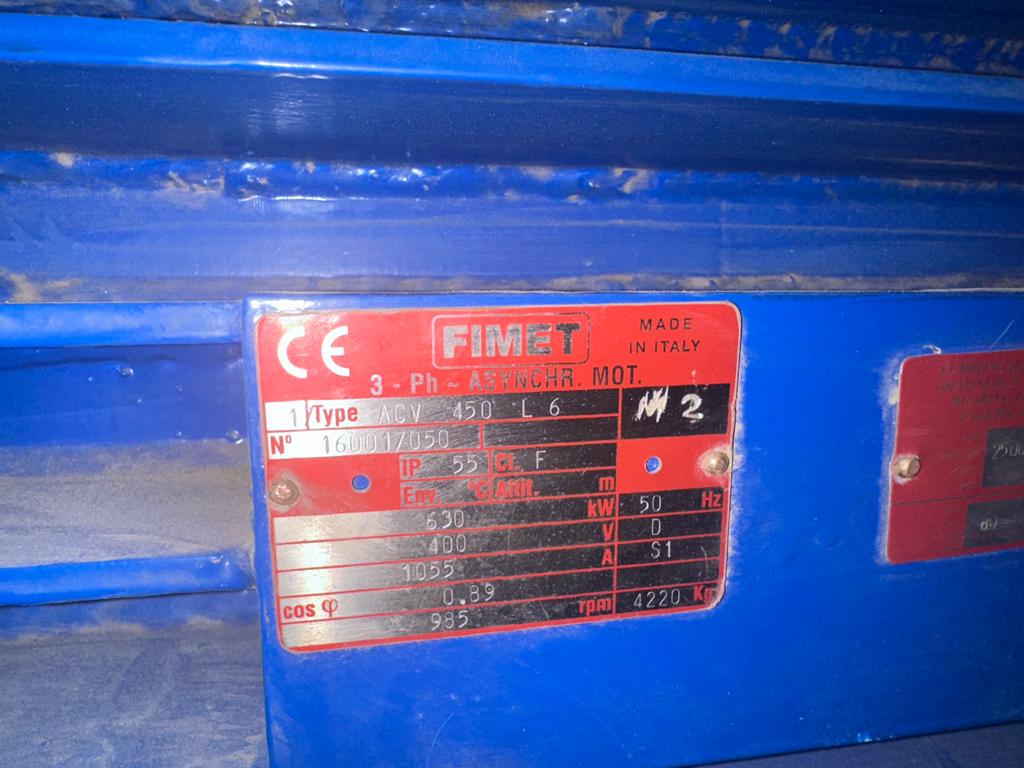 CE FIMET MADE
IN ITALY
3 - Ph ~ ASYNCHR. MOT.
1/Type ACV 450 L 6 M 2
N° 160017050
IP 55 Cl. F
Env. °C Altit. m
630 kW 50 Hz
400 V D
1055 A S1
cos φ 0.89
985 rpm 4220 Kg
2500